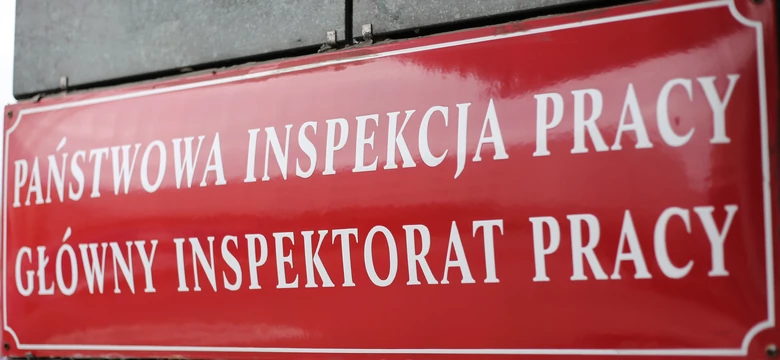 PAŃSTWOWA INSPEKCJA PRACY
GŁÓWNY INSPEKTORAT PRACY